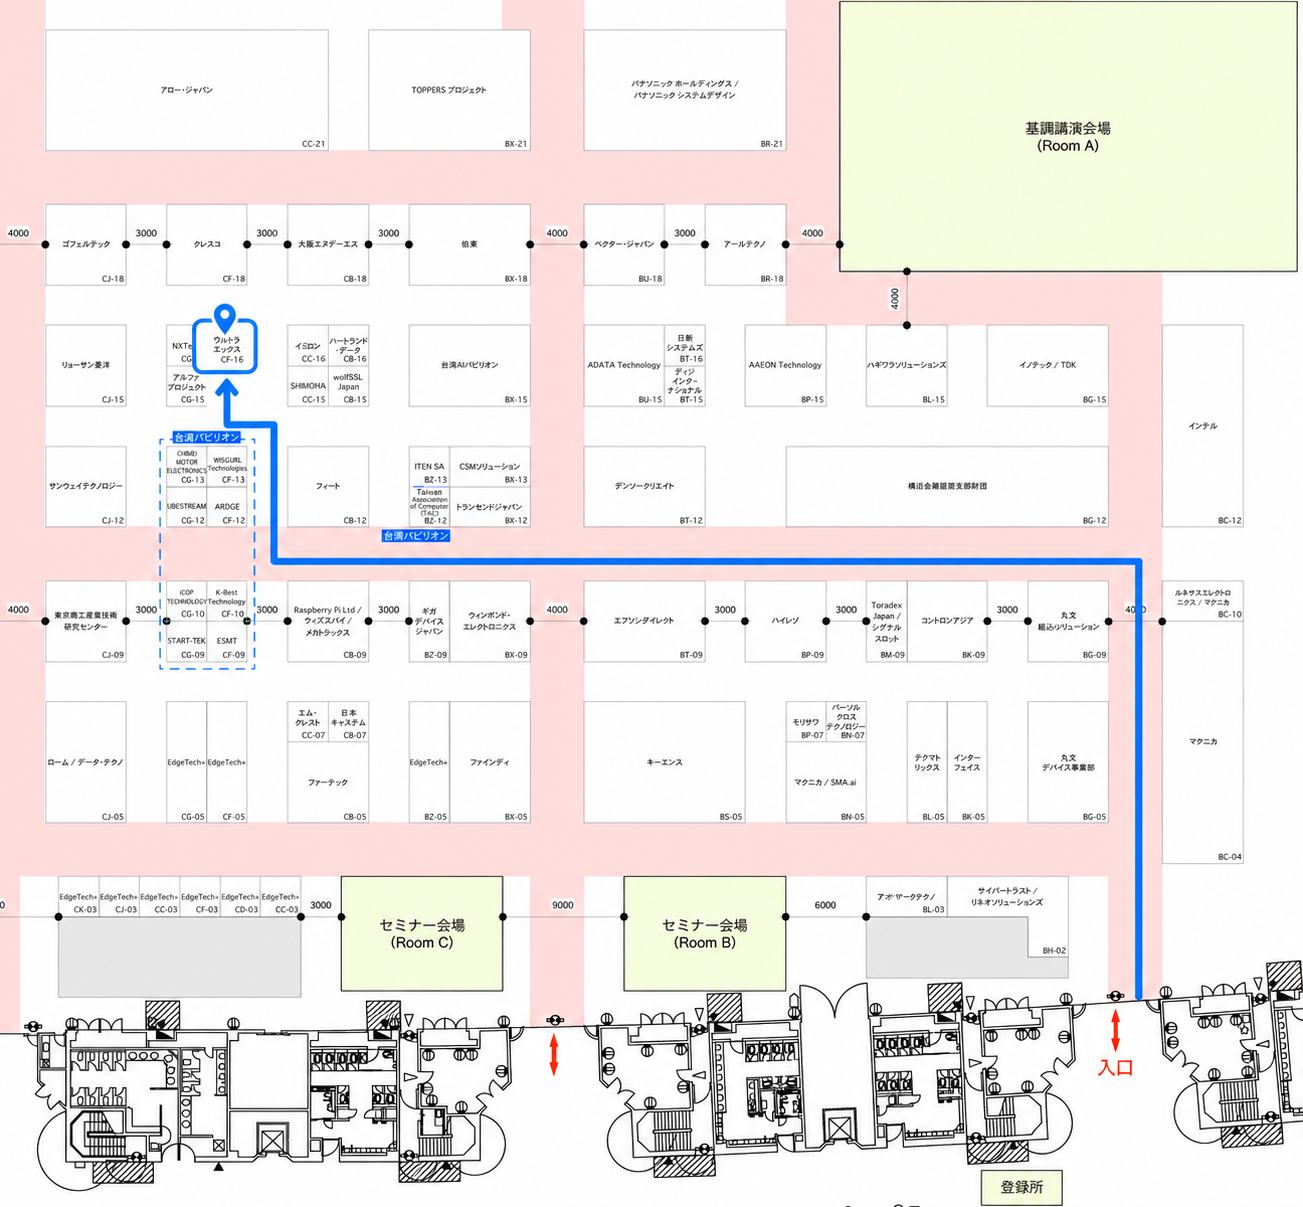 アロー・ジャパン
CC-21
TOPPERS プロジェクト
BX-21
パナソニック ホールディングス /
パナソニック システムデザイン
BR-21
基調講演会場
(Room A)
4000
ゴフェルテック
CJ-18
3000
クレスコ
CF-18
3000
大阪エヌデーエス
CB-18
3000
伯東
BX-18
4000
ベクター・ジャパン
BU-18
3000
アールテクノ
BR-18
4000
4000
リョーサン菱洋
CJ-15
NXTe
CG
ウルトラ
エックス
CF-16
アルファ
プロジェクト
CG-15
イーソロン
CC-16
ハートランド
・データ
CB-16
SHIMOHA
CC-15
wolfSSL
Japan
CB-15
台湾AIパビリオン
BX-15
ADATA Technology
BU-15
日新
システムズ
BT-16
ディジ
インター
ナショナル
BT-15
AAEON Technology
BP-15
ハギワラソリューションズ
BL-15
イノテック / TDK
BG-15
インテル
BC-12
台湾パビリオン
サンウェイテクノロジー
CJ-12
MOTOR
ELECTRONICS
CG-13
WISGURL
Technologies
CF-13
UBESTREAM
CG-12
ARDGE
CF-12
フィート
CB-12
ITEN SA
BZ-13
CSMソリューション
BX-13
Taiwan
Association
of Computer
BZ-12
トランセンドジャパン
BX-12
台湾パビリオン
デンソークリエイト
BT-12
BG-12
4000
東京商工産業技術
研究センター
CJ-09
3000
iCOP
TECHNOLOGY
CG-10
K-Best
Technology
CF-10
START-TEK
CG-09
ESMT
CF-09
3000
Raspberry Pi Ltd /
ウィズスパイ /
メカトラックス
CB-09
3000
ギガ
デバイス
ジャパン
BZ-09
ウィンボンド・
エレクトロニクス
BX-09
4000
エフソンダイレクト
BT-09
3000
ハイレゾ
BP-09
3000
Toradex
Japan /
シグナル
スロット
BM-09
コントロンアジア
BK-09
3000
丸文
組込ソリューション
BG-09
ルネサスエレクトロ
ニクス / マクニカ
BC-10
ローム / データ・テクノ
CJ-05
EdgeTech+
CG-05
EdgeTech+
CF-05
エム・
クレスト
CC-07
日本
キャステム
CB-07
ファーテック
CB-05
EdgeTech+
BZ-05
ファインディ
BX-05
キーエンス
BS-05
モリサワ
BP-07
パーソル
クロス
テクノロジー
BN-07
マクニカ / SMA.ai
BN-05
テクマト
リックス
BL-05
インター
フェイス
BK-05
丸文
デバイス事業部
BG-05
マクニカ
BC-04
0
EdgeTech+
CK-03
EdgeTech+
CJ-03
EdgeTech+
CC-03
EdgeTech+
CF-03
EdgeTech+
CD-03
EdgeTech+
CC-03
3000
セミナー会場
(Room C)
9000
セミナー会場
(Room B)
6000
BL-03
サイバートラスト /
リネオソリューションズ
BH-02
入口
登録所